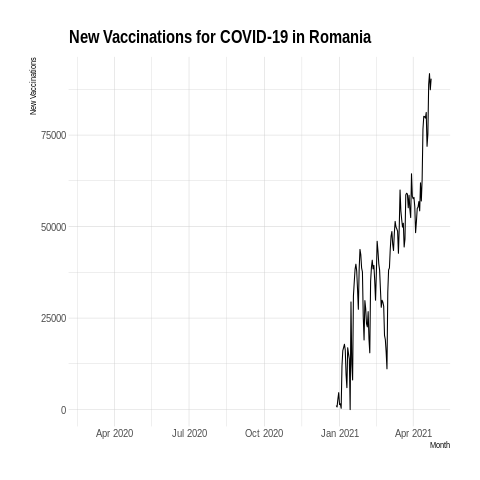 New Vaccinations for COVID-19 in Romania
New Vaccinations
75000
50000
25000
0
Apr 2020 Jul 2020 Oct 2020 Jan 2021 Apr 2021
Month